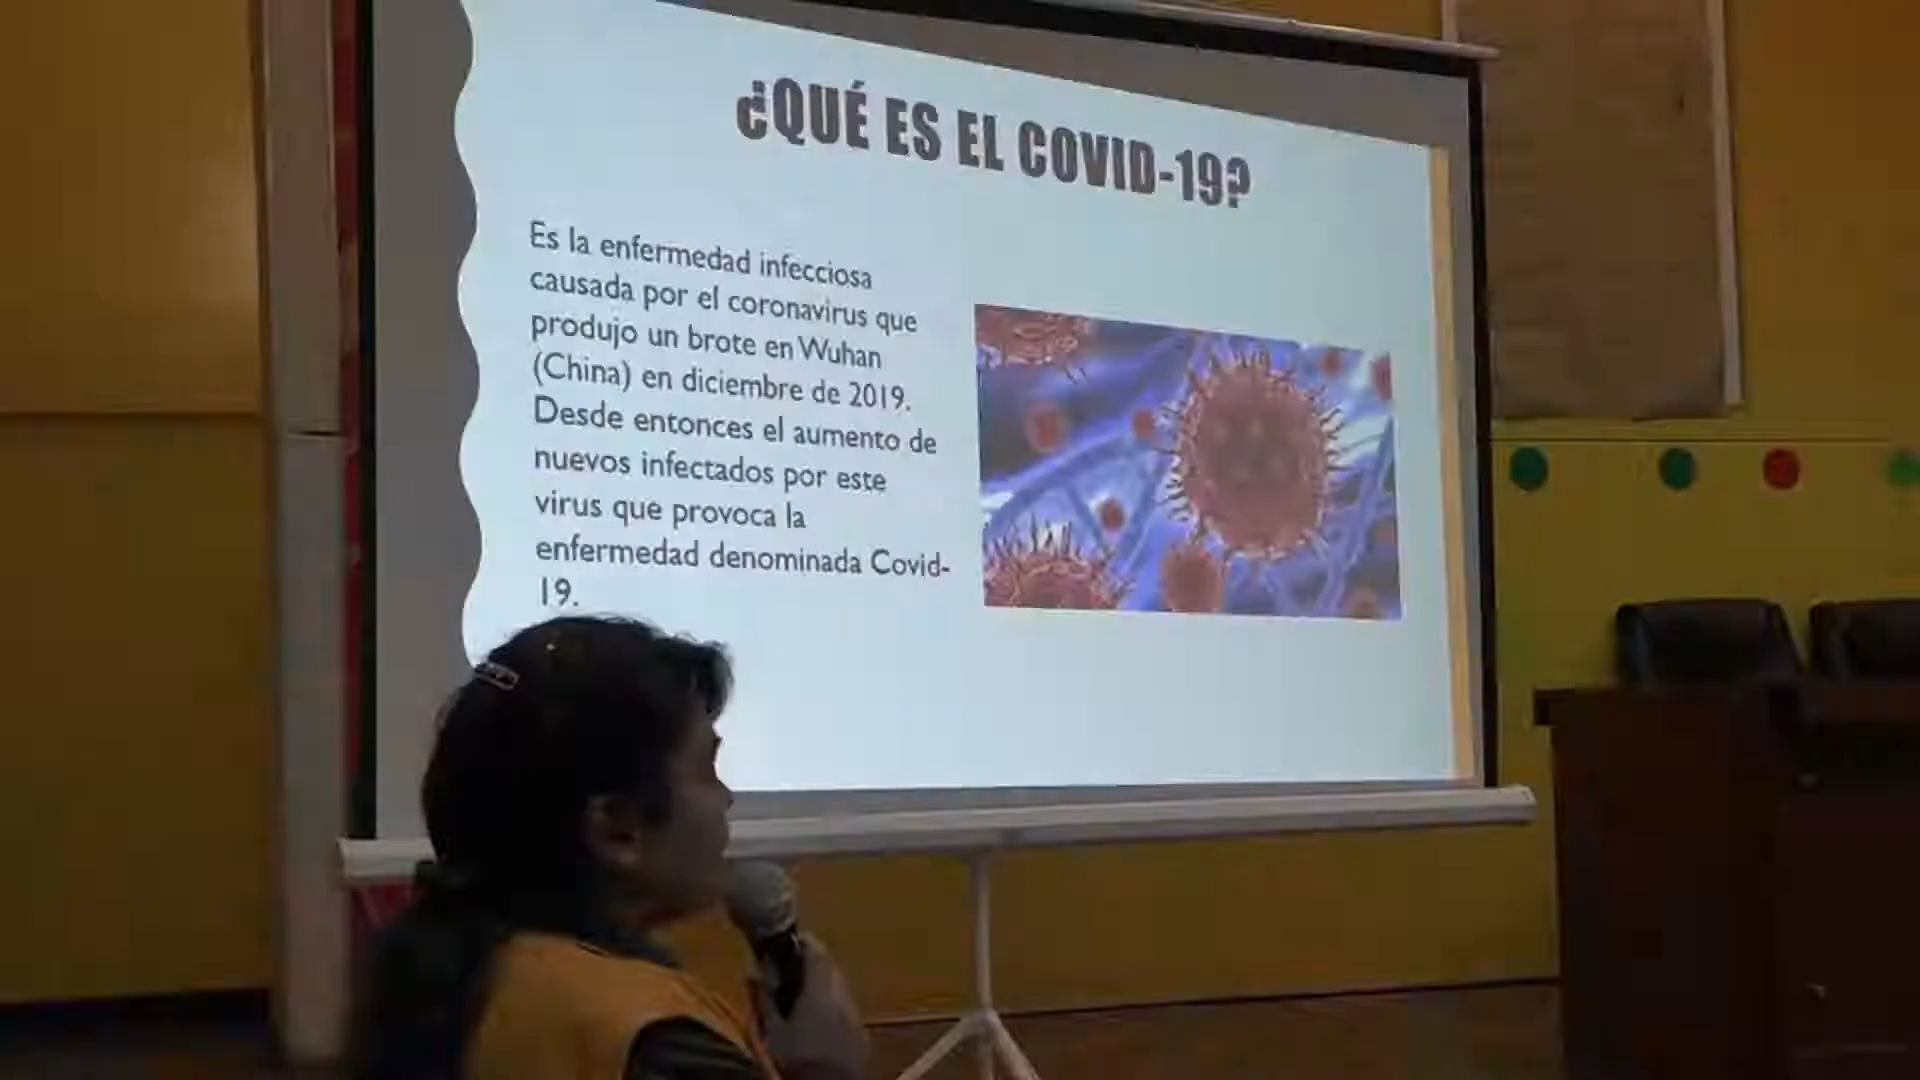 ¿QUÉ ES EL COVID-19?
Es la enfermedad infecciosa
causada por el coronavirus que
produjo un brote en Wuhan
(China) en diciembre de 2019.
Desde entonces el aumento de
nuevos infectados por este
virus que provoca la
enfermedad denominada Covid-
19.